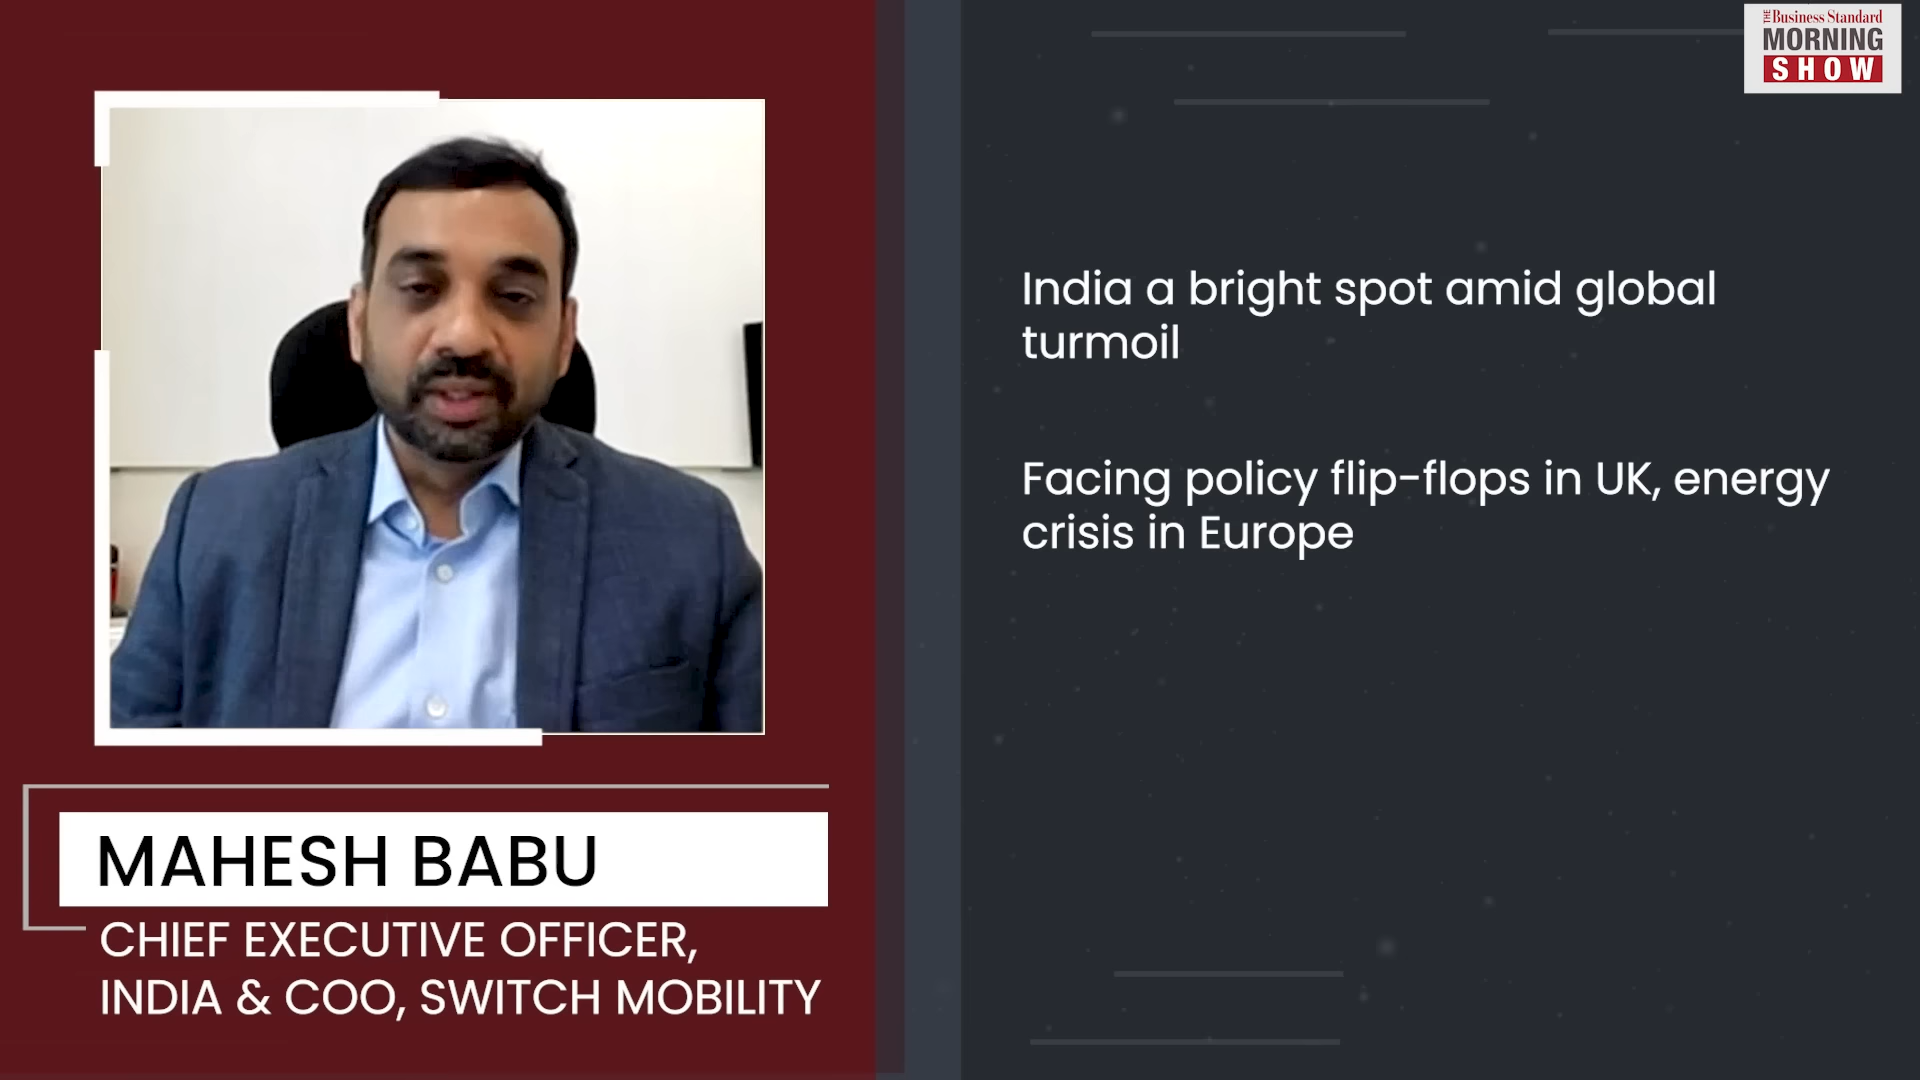 THE Business Standard
MORNING
SHOW
India a bright spot amid global
turmoil
Facing policy flip-flops in UK, energy
crisis in Europe
MAHESH BABU
CHIEF EXECUTIVE OFFICER,
INDIA & COO, SWITCH MOBILITY